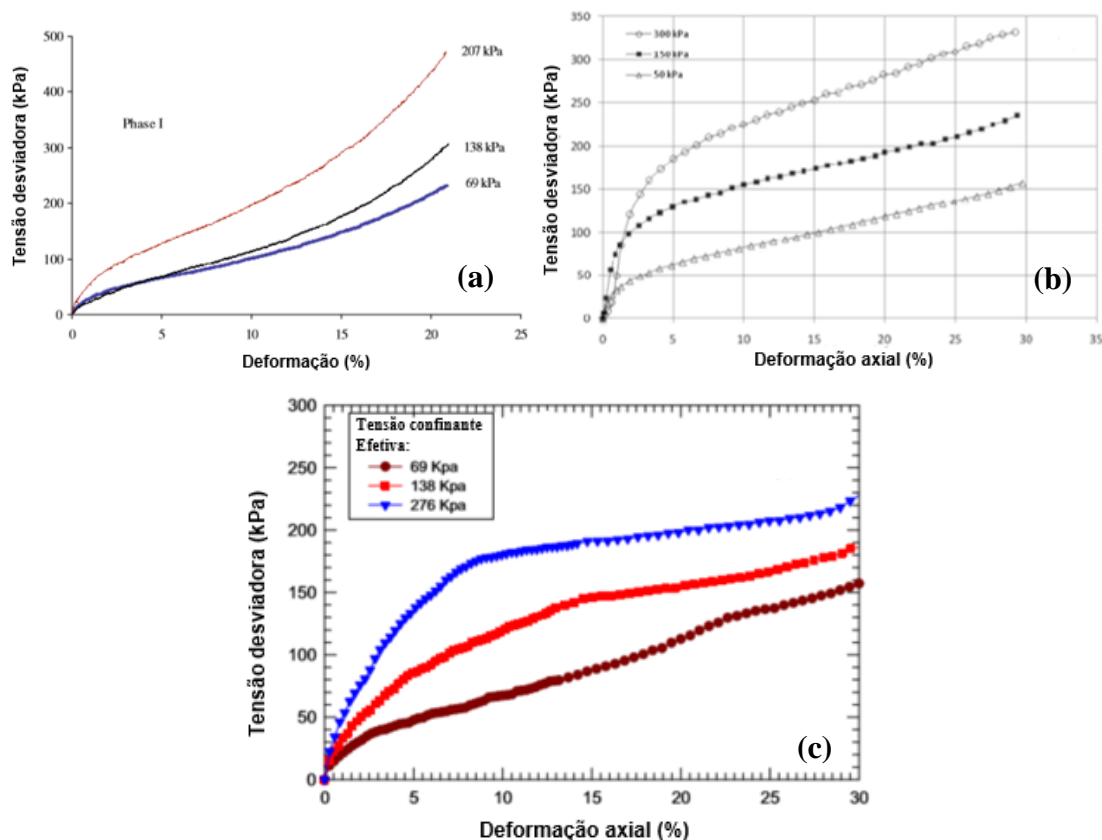 Tensão desviadora (kPa)
500
400
300
200
100
0
Phase I
207 kPa
138 kPa
69 kPa
(a)
0 5 10 15 20 25
Deformação (%)
Tensão desviadora (kPa)
350
300
250
200
150
100
50
0
300 kPa
150 kPa
50 kPa
(b)
0 5 10 15 20 25 30 35
Deformação axial (%)
Tensão desviadora (kPa)
300
250
200
150
100
50
0
Tensão confinante
Efetiva:
69 Kpa
138 Kpa
276 Kpa
(c)
0 5 10 15 20 25 30
Deformação axial (%)